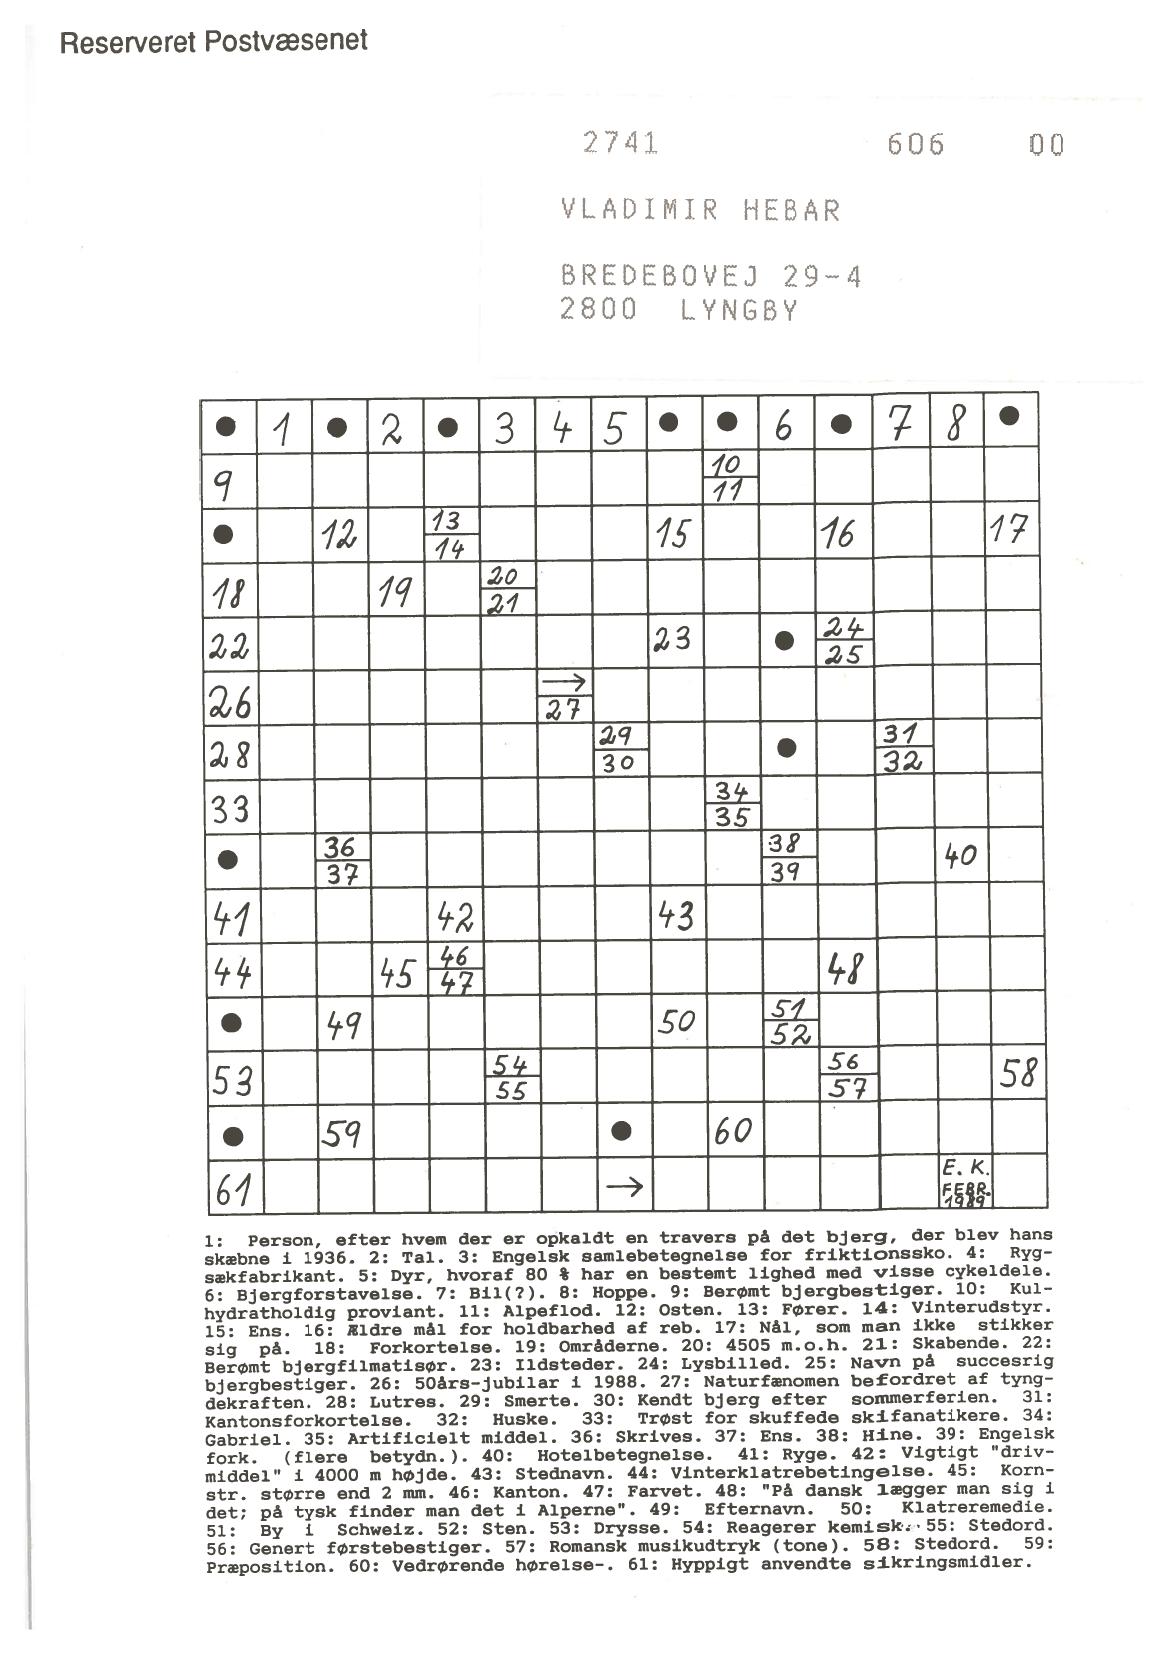 Reserveret Postvæsenet
2741 606 00
VLADIMIR HEBAR
BREDEBOVEJ 29-4
2800 LYNGBY
● 1 ● 2 ● 3 4 5 ● ● 6 ● 7 8 ●
9 10 11
● 12 13 14 15 16 17
18 19 20 21
22 23 ● 24 25
26 → 27
28 29 30 ● 31 32
33 34 35
● 36 37 38 39 40
41 42 43
44 45 46 47 48
● 49 50 51 52
53 54 55 56 57 58
● 59 ● 60
61 → E. K. FEBR. 1989
1: Person, efter hvem der er opkaldt en travers på det bjerg, der blev hans
skæbne i 1936. 2: Tal. 3: Engelsk samlebetegnelse for friktionssko. 4: Ryg-
sækfabrikant. 5: Dyr, hvoraf 80 % har en bestemt lighed med visse cykeldele.
6: Bjergforstavelse. 7: Bil(?). 8: Hoppe. 9: Berømt bjergbestiger. 10: Kul-
hydratholdig proviant. 11: Alpeflod. 12: Osten. 13: Fører. 14: Vinterudstyr.
15: Ens. 16: Ældre mål for holdbarhed af reb. 17: Nål, som man ikke stikker
sig på. 18: Forkortelse. 19: Områderne. 20: 4505 m.o.h. 21: Skabende. 22:
Berømt bjergfilmatisør. 23: Ildsteder. 24: Lysbilled. 25: Navn på succesrig
bjergbestiger. 26: 50års-jubilar i 1988. 27: Naturfænomen befordret af tyng-
dekraften. 28: Lutres. 29: Smerte. 30: Kendt bjerg efter sommerferien. 31:
Kantonsforkortelse. 32: Huske. 33: Trøst for skuffede skifanatikere. 34:
Gabriel. 35: Artificielt middel. 36: Skrives. 37: Ens. 38: Hine. 39: Engelsk
fork. (flere betydn.). 40: Hotelbetegnelse. 41: Ryge. 42: Vigtigt "driv-
middel" i 4000 m højde. 43: Stednavn. 44: Vinterklatrebetingelse. 45: Korn-
str. større end 2 mm. 46: Kanton. 47: Farvet. 48: "På dansk lægger man sig i
det; på tysk finder man det i Alperne". 49: Efternavn. 50: Klatreremedie.
51: By i Schweiz. 52: Sten. 53: Drysse. 54: Reagerer kemisk. 55: Stedord.
56: Genert førstebestiger. 57: Romansk musikudtryk (tone). 58: Stedord. 59:
Præposition. 60: Vedrørende hørelse-. 61: Hyppigt anvendte sikringsmidler.